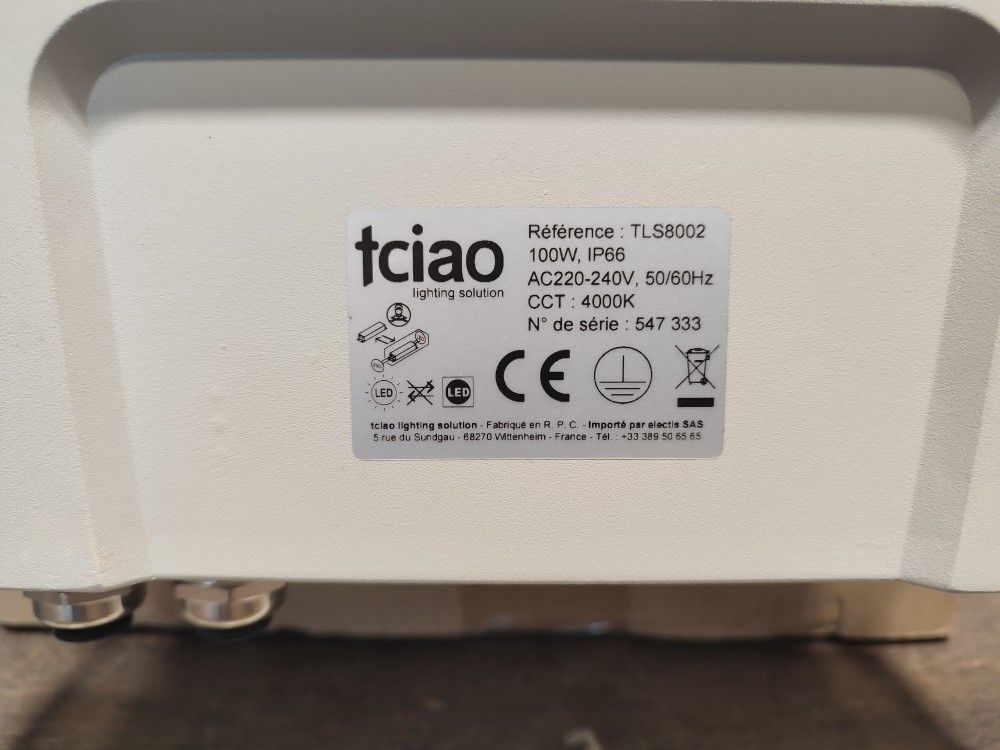 tciao
lighting solution
Référence : TLS8002
100W, IP66
AC220-240V, 50/60Hz
CCT : 4000K
N° de série : 547 333
LED
LED
CE
tciao lighting solution - Fabriqué en R. P. C. - Importé par electis SAS
5 rue du Sundgau - 68270 Wittenheim - France - Tél. : +33 389 50 65 65